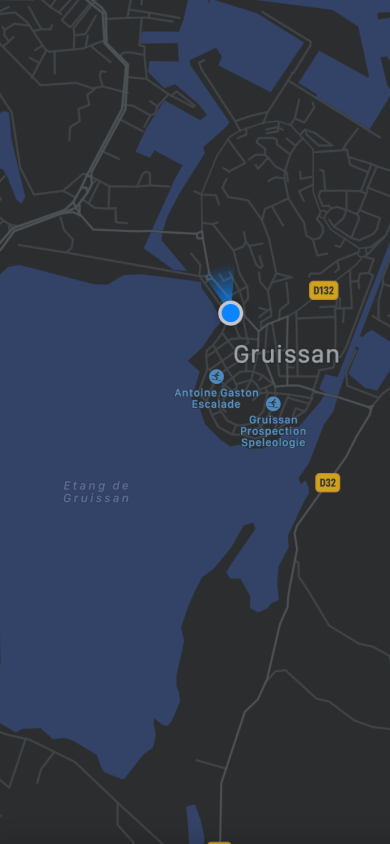 D132
Gruissan
Antoine Gaston
Escalade
Gruissan
Prospection
Speleologie
D32
Etang de
Gruissan